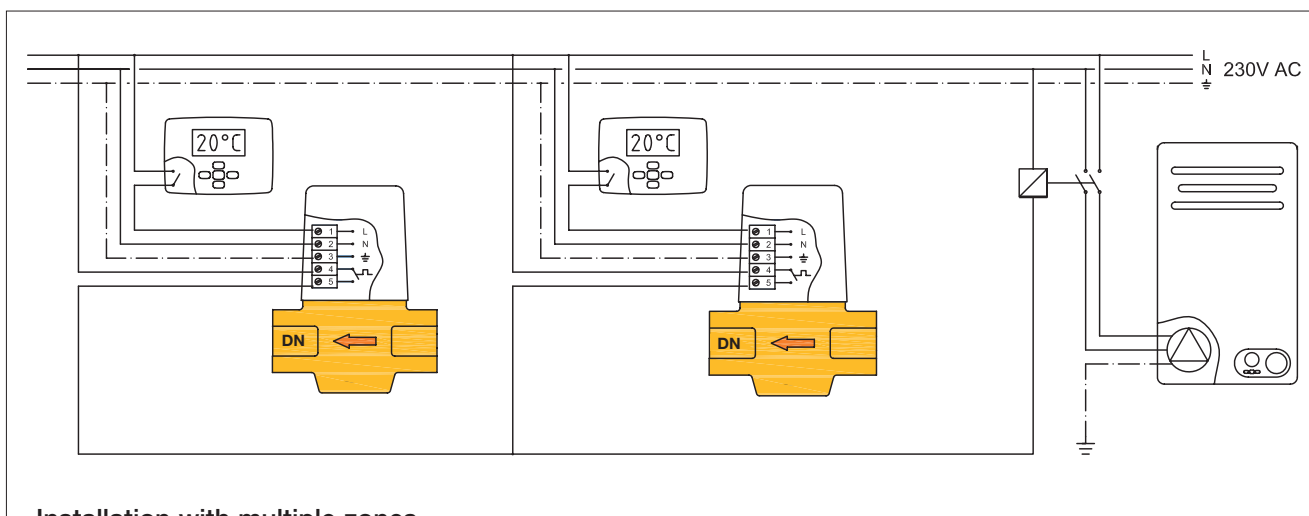 L
N 230V AC
20°C
20°C
1 L
2 N
3
4
5
1 L
2 N
3
4
5
DN
DN
Installation with multiple zones